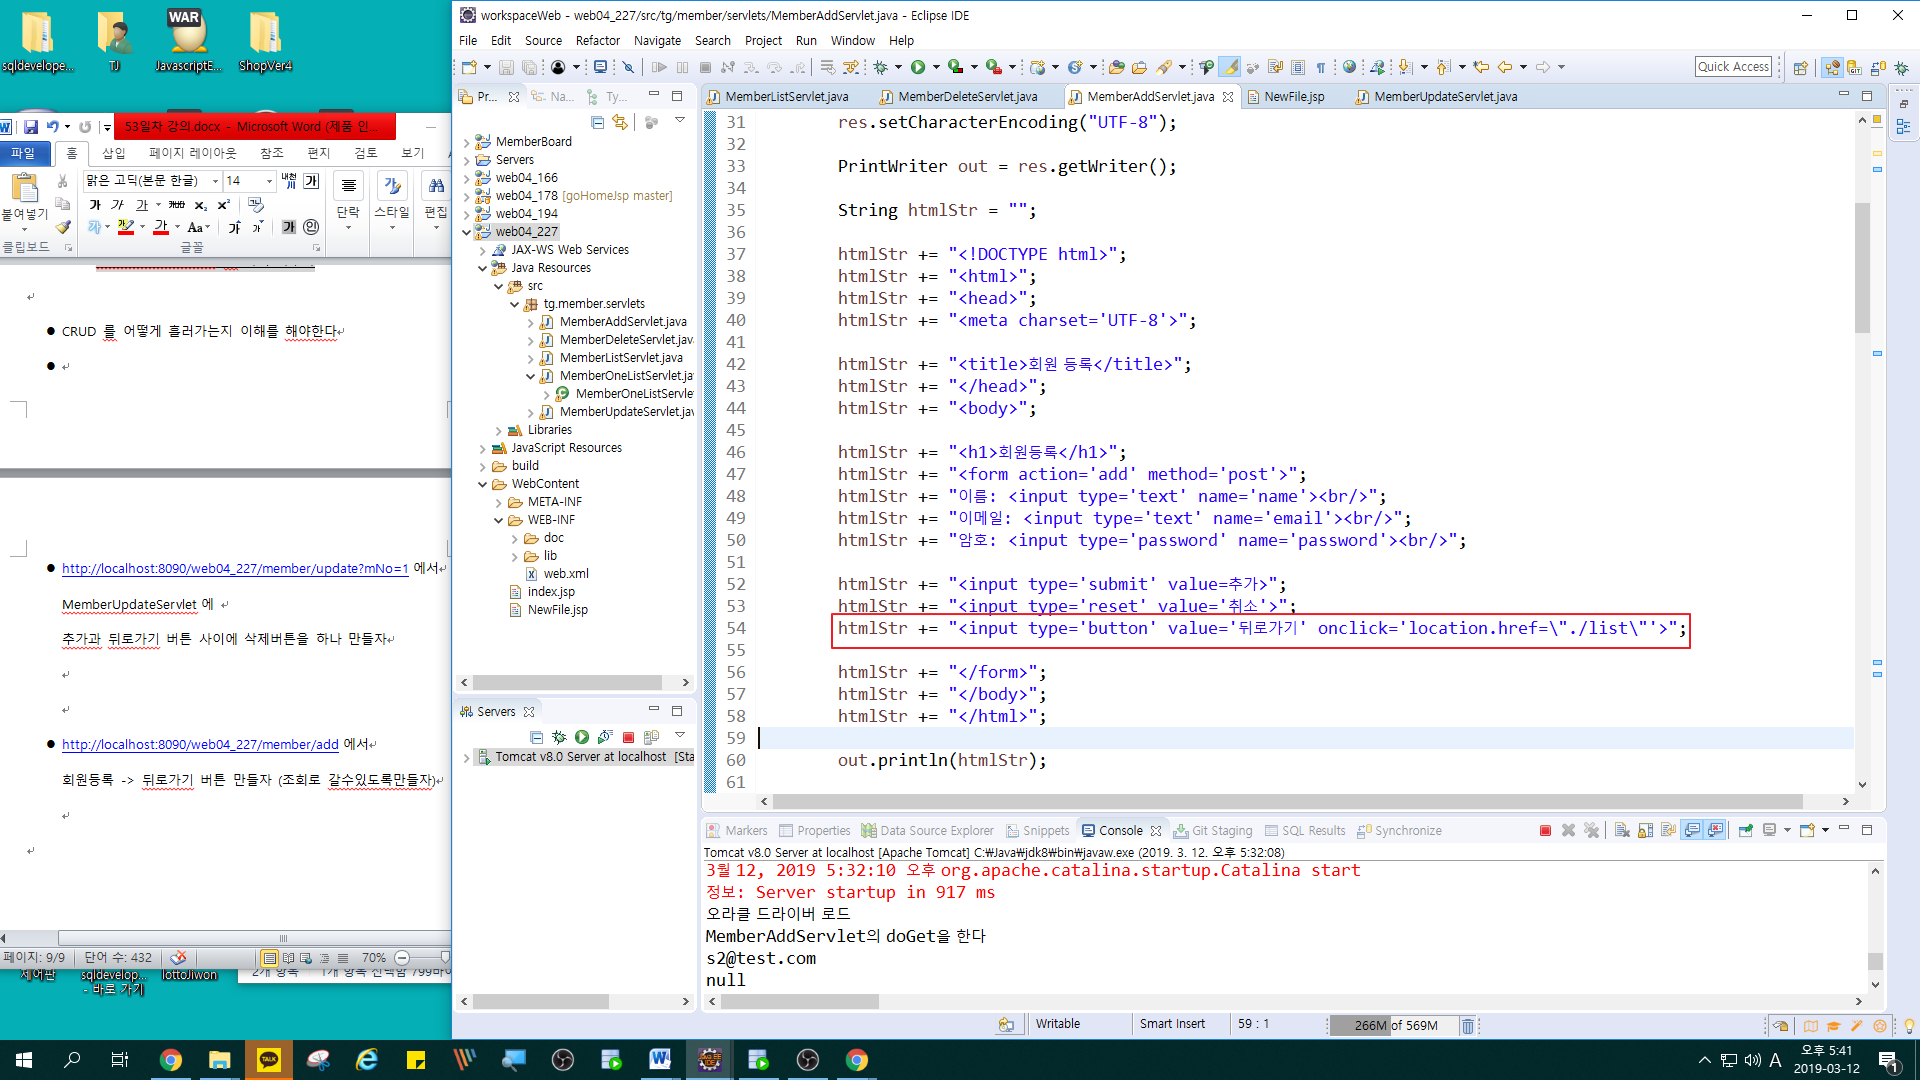 sqldevelope...
TJ
WAR
JavascriptE...
ShopVer4
53일차 강의.docx - Microsoft Word (제품 인...
파일 홈 삽입 페이지 레이아웃 참조 편지 검토 보기
맑은 고딕(본문 한글) 14
붙여넣기
단락 스타일 편집
클립보드 글꼴
CRUD 를 어떻게 흘러가는지 이해를 해야한다
http://localhost:8090/web04_227/member/update?mNo=1 에서
MemberUpdateServlet 에
추가과 뒤로가기 버튼 사이에 삭제버튼을 하나 만들자
http://localhost:8090/web04_227/member/add 에서
회원등록 -> 뒤로가기 버튼 만들자 (조회로 갈수있도록만들자)
페이지: 9/9 단어 수: 432 70%
제어판
sqldevelop...
- 바로 가기
lottoJiwon
2개 항목 1개 항목 선택함 799바이
workspaceWeb - web04_227/src/tg/member/servlets/MemberAddServlet.java - Eclipse IDE
File Edit Source Refactor Navigate Search Project Run Window Help
Quick Access
Pr... Na... Ty...
MemberBoard
Servers
web04_166
web04_178 [goHomeJsp master]
web04_194
web04_227
JAX-WS Web Services
Java Resources
src
tg.member.servlets
MemberAddServlet.java
MemberDeleteServlet.jav
MemberListServlet.java
MemberOneListServlet.ja
MemberOneListServle
MemberUpdateServlet.jav
Libraries
JavaScript Resources
build
WebContent
META-INF
WEB-INF
doc
lib
web.xml
index.jsp
NewFile.jsp
Servers
Tomcat v8.0 Server at localhost [Sta
MemberListServlet.java MemberDeleteServlet.java MemberAddServlet.java NewFile.jsp MemberUpdateServlet.java
31 res.setCharacterEncoding("UTF-8");
32
33 PrintWriter out = res.getWriter();
34
35 String htmlStr = "";
36
37 htmlStr += "<!DOCTYPE html>";
38 htmlStr += "<html>";
39 htmlStr += "<head>";
40 htmlStr += "<meta charset='UTF-8'>";
41
42 htmlStr += "<title>회원 등록</title>";
43 htmlStr += "</head>";
44 htmlStr += "<body>";
45
46 htmlStr += "<h1>회원등록</h1>";
47 htmlStr += "<form action='add' method='post'>";
48 htmlStr += "이름: <input type='text' name='name'><br/>";
49 htmlStr += "이메일: <input type='text' name='email'><br/>";
50 htmlStr += "암호: <input type='password' name='password'><br/>";
51
52 htmlStr += "<input type='submit' value=추가>";
53 htmlStr += "<input type='reset' value='취소'>";
54 htmlStr += "<input type='button' value='뒤로가기' onclick='location.href=\"./list\"'>";
55
56 htmlStr += "</form>";
57 htmlStr += "</body>";
58 htmlStr += "</html>";
59
60 out.println(htmlStr);
61
Markers Properties Data Source Explorer Snippets Console Git Staging SQL Results Synchronize
Tomcat v8.0 Server at localhost [Apache Tomcat] C:₩Java₩jdk8₩bin₩javaw.exe (2019. 3. 12. 오후 5:32:08)
3월 12, 2019 5:32:10 오후 org.apache.catalina.startup.Catalina start
정보: Server startup in 917 ms
오라클 드라이버 로드
MemberAddServlet의 doGet을 한다
s2@test.com
null
Writable Smart Insert 59 : 1 266M of 569M
TALK
A
오후 5:41
2019-03-12
1